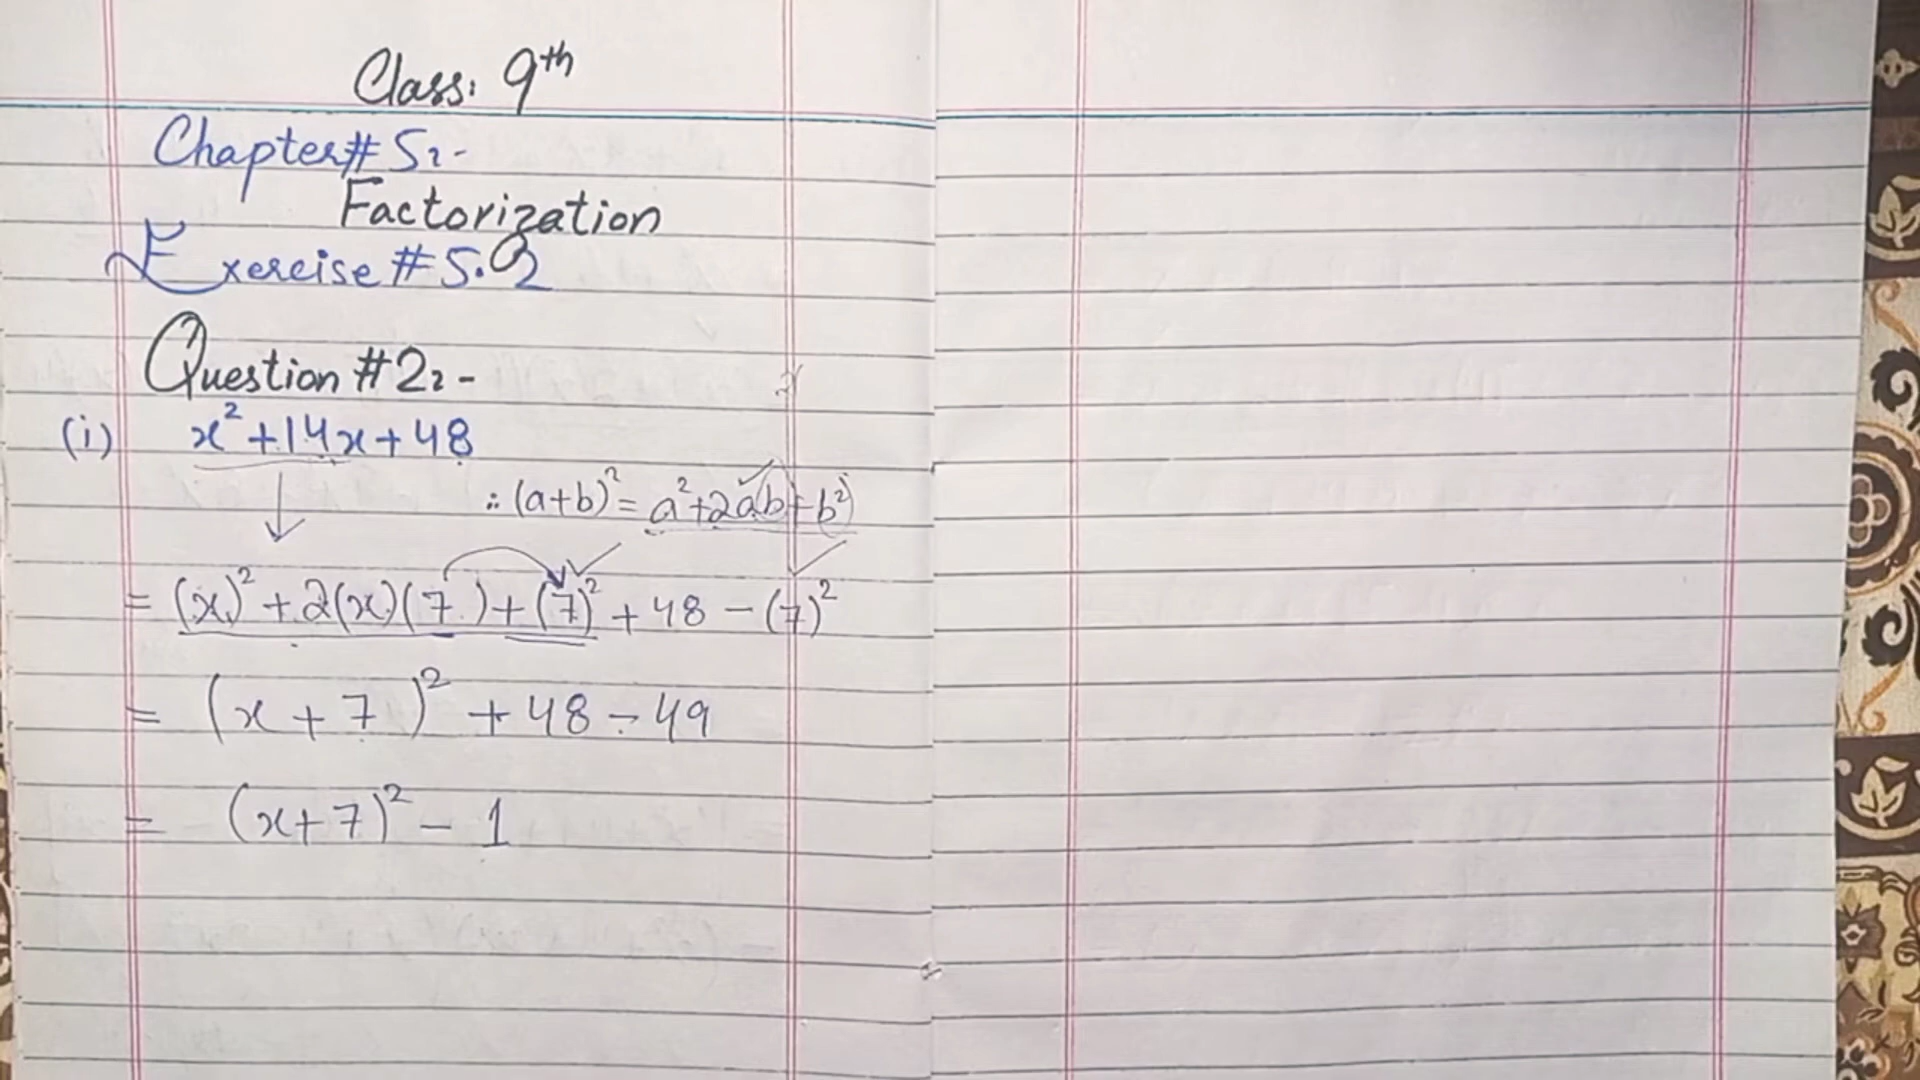 Class: 9th
Chapter# 5:-
Factorization
Exercise # 5.2
Question #2:-
(i) x² + 14x + 48
∴ (a+b)² = a² + 2ab + b²
= (x)² + 2(x)(7) + (7)² + 48 - (7)²
= (x + 7)² + 48 - 49
= (x+7)² - 1